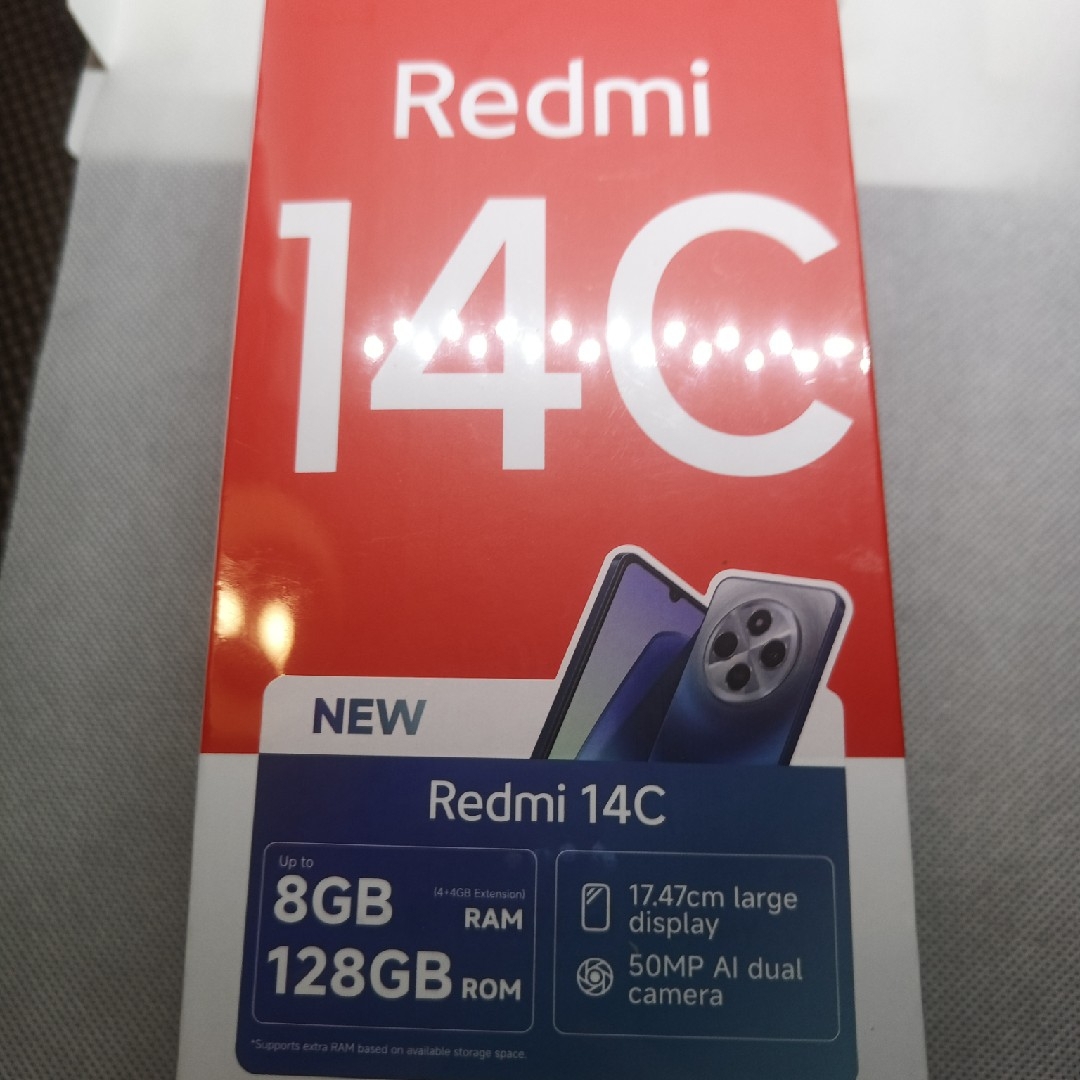 Redmi
14C
NEW
Redmi 14C
Up to
8GB (4+4GB Extension) RAM
128GB ROM
17.47cm large
display
50MP AI dual
camera
*Supports extra RAM based on available storage space.